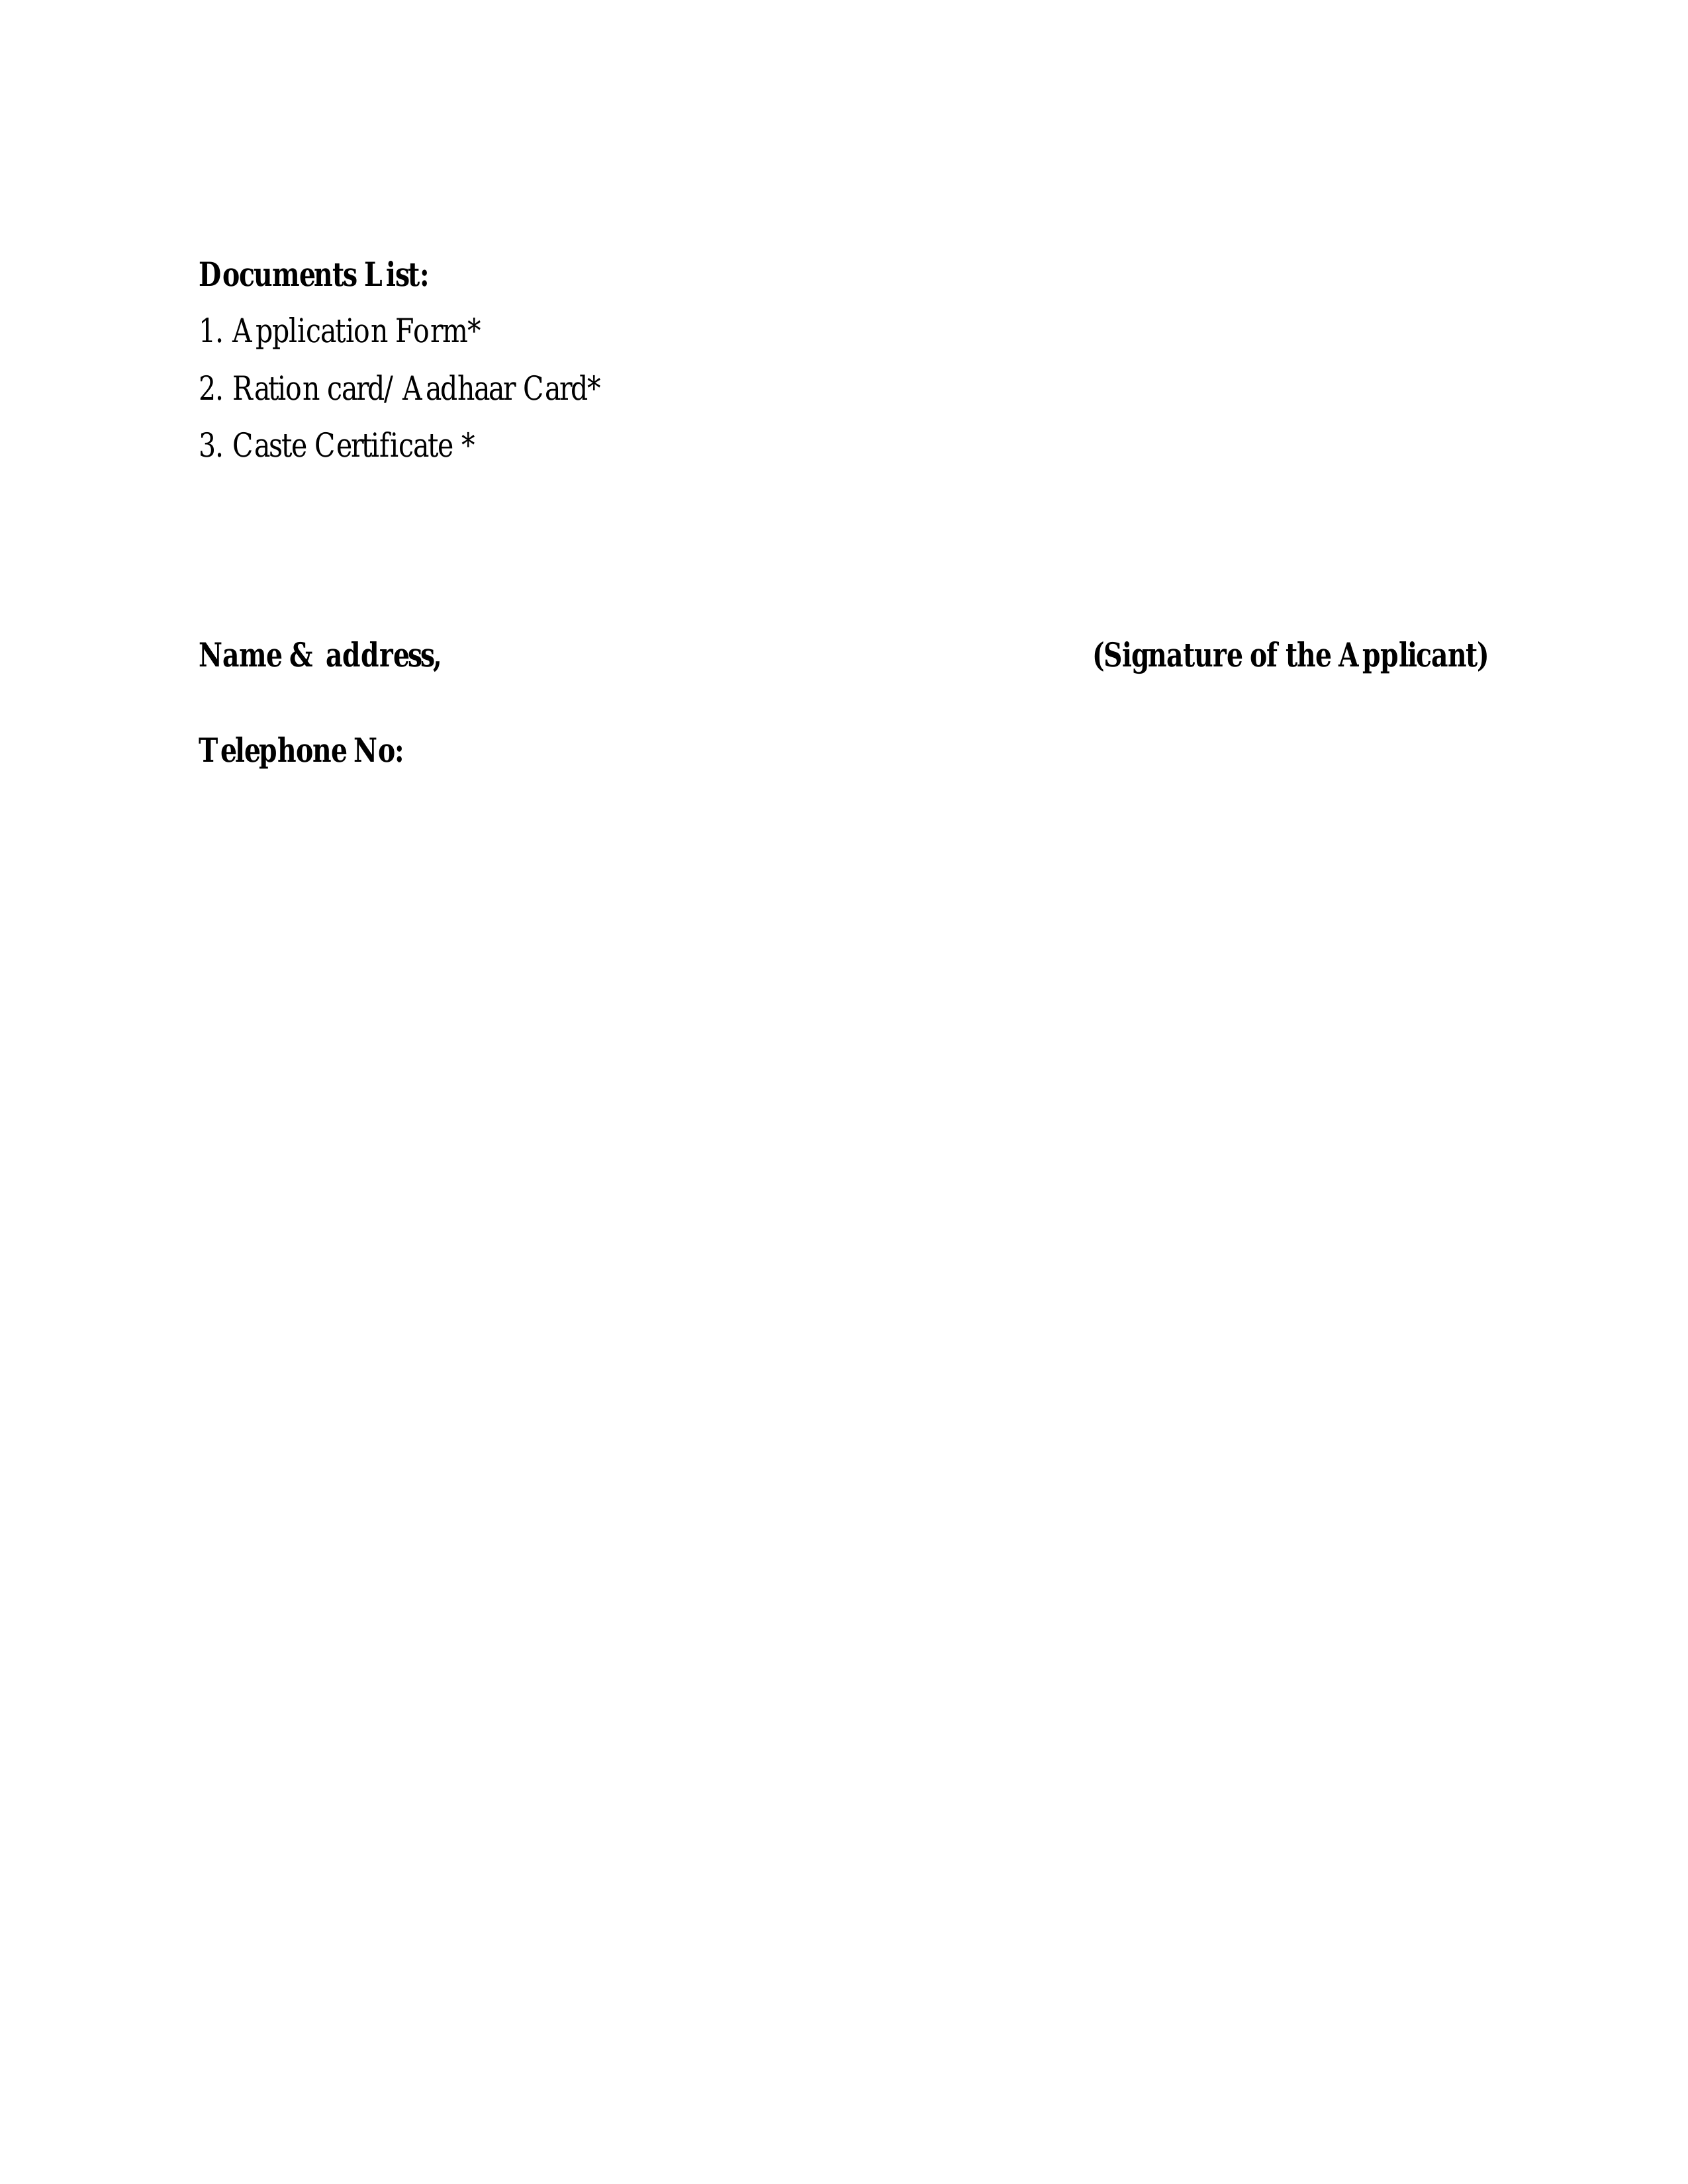 Documents List:
1. Application Form*
2. Ration card/ Aadhaar Card*
3. Caste Certificate *
Name & address, (Signature of the Applicant)
Telephone No: